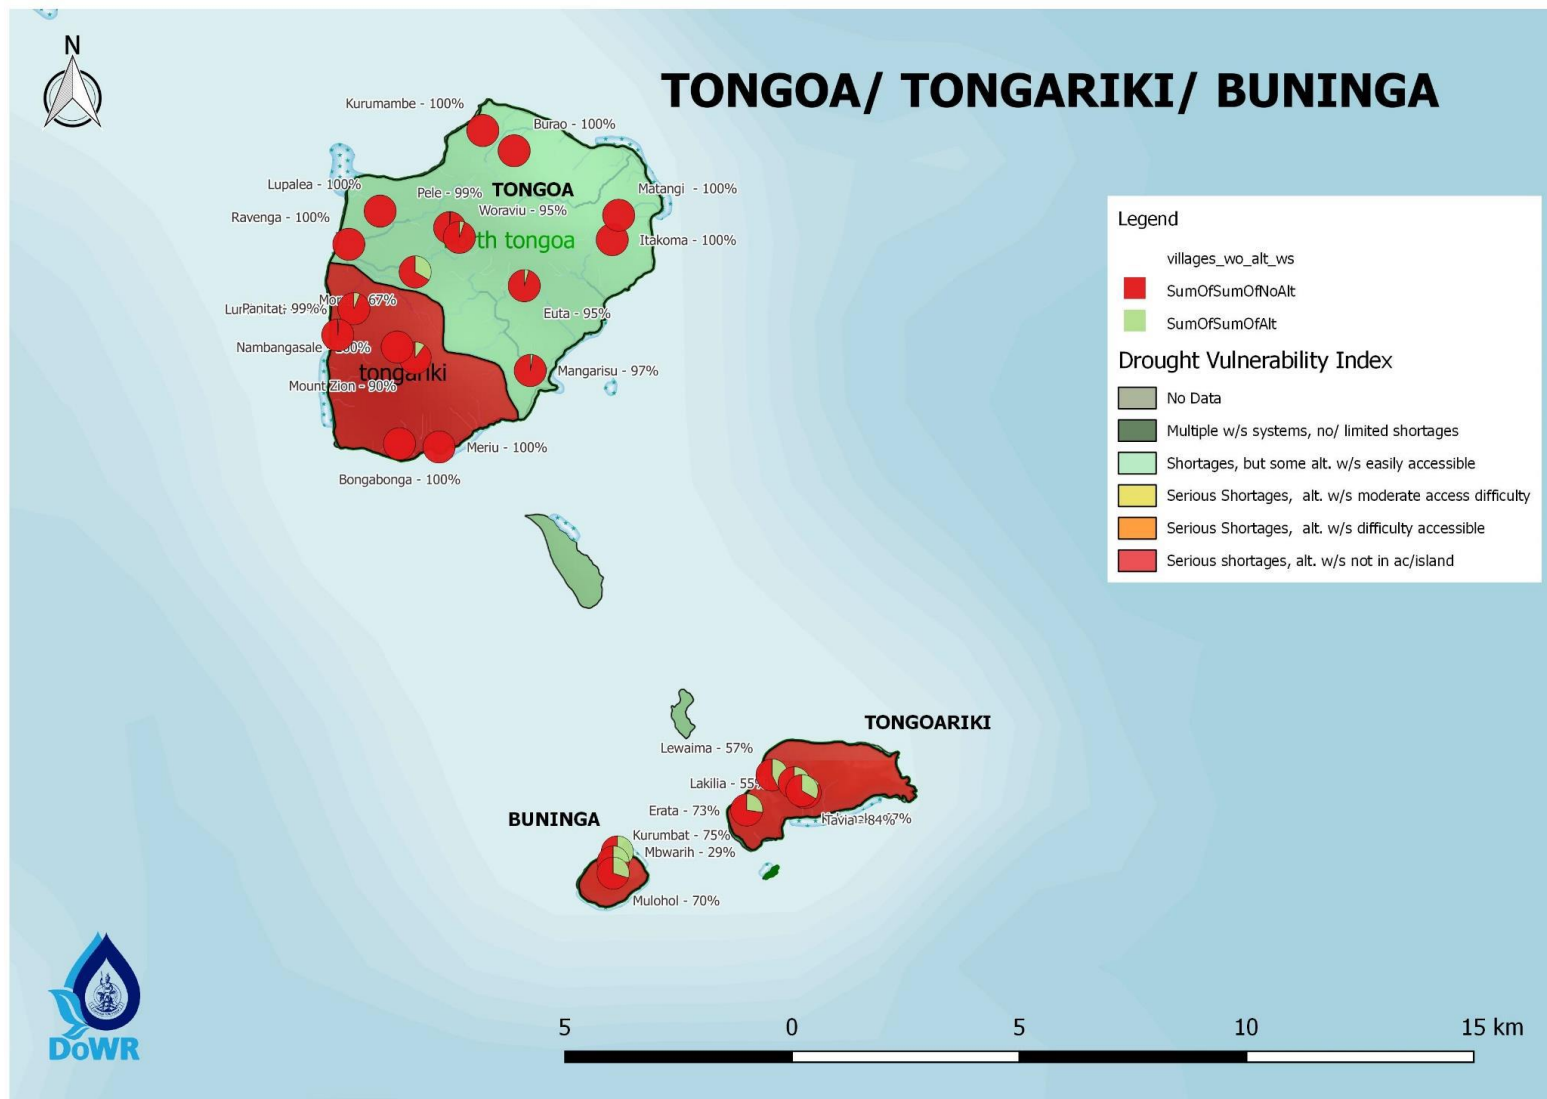 N
TONGOA/ TONGARIKI/ BUNINGA
Kurumambe - 100%
Burao - 100%
Lupalea - 100%
Pele - 99%
TONGOA
Matangi - 100%
Ravenga - 100%
Woraviu - 95%
th tongoa
Itakoma - 100%
67%
Panitat - 99%
Euta - 95%
Nambangasale
Mount Zion - 90%
tongariki
Mangarisu - 97%
Meriu - 100%
Bongabonga - 100%
Legend
villages_wo_alt_ws
SumOfSumOfNoAlt
SumOfSumOfAlt
Drought Vulnerability Index
No Data
Multiple w/s systems, no/ limited shortages
Shortages, but some alt. w/s easily accessible
Serious Shortages, alt. w/s moderate access difficulty
Serious Shortages, alt. w/s difficulty accessible
Serious shortages, alt. w/s not in ac/island
TONGOARIKI
Lewaima - 57%
Lakilia - 55
Erata - 73%
BUNINGA
Tavia - 84%
Kurumbat - 75%
Mbwarih - 29%
Mulohol - 70%
DoWR
5 0 5 10 15 km